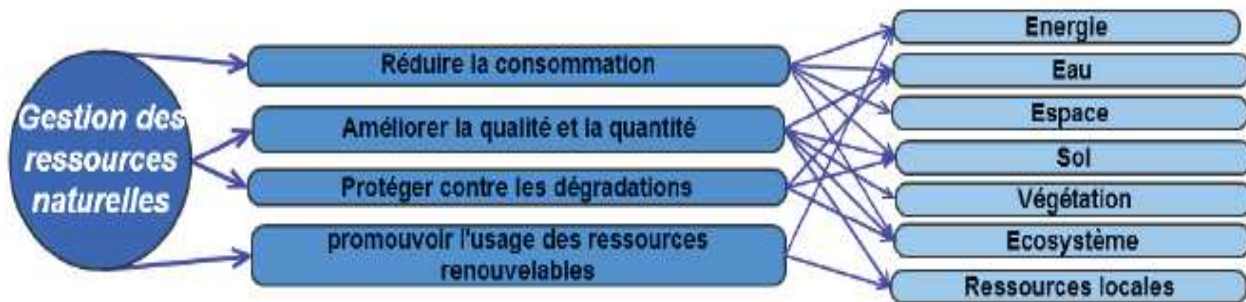 Gestion des
ressources
naturelles
Réduire la consommation
Améliorer la qualité et la quantité
Protéger contre les dégradations
promouvoir l'usage des ressources
renouvelables
Energie
Eau
Espace
Sol
Végétation
Ecosystème
Ressources locales